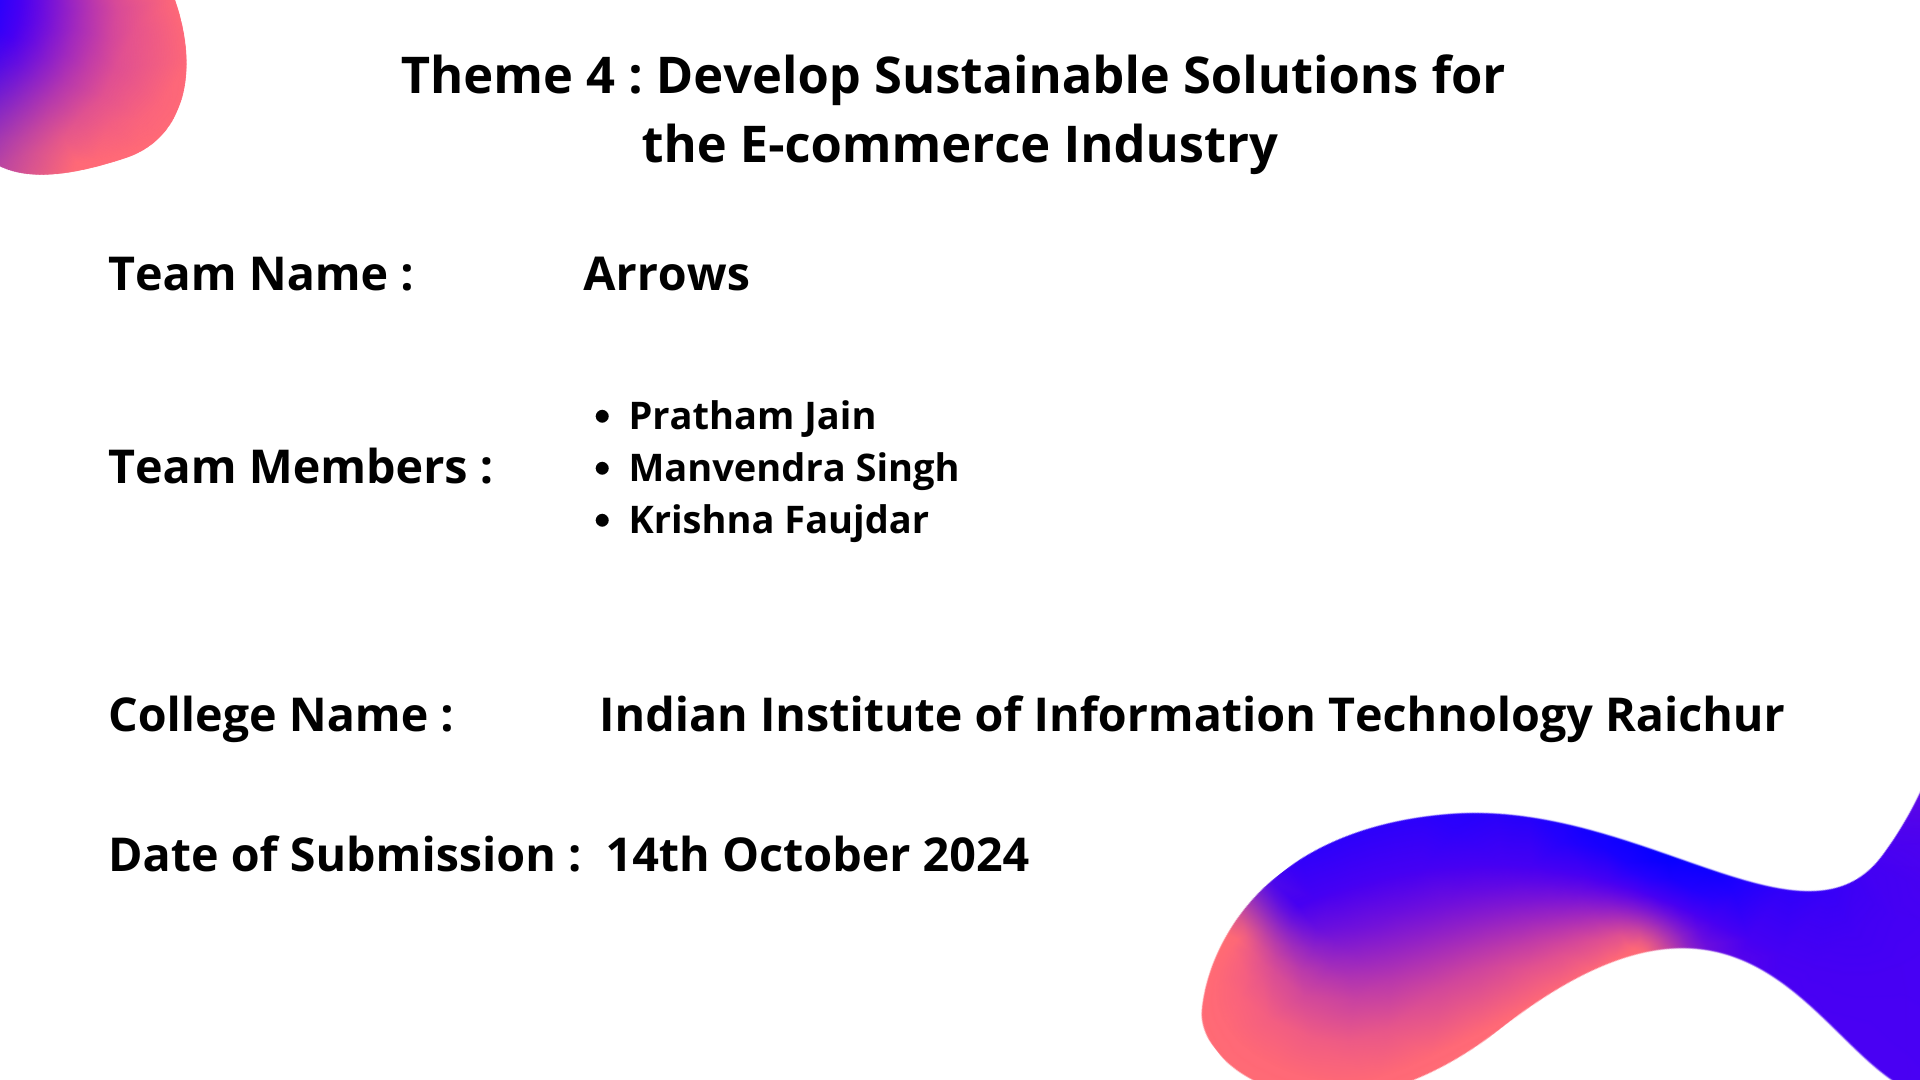 Theme 4 : Develop Sustainable Solutions for
the E-commerce Industry
Team Name : Arrows
Team Members :
• Pratham Jain
• Manvendra Singh
• Krishna Faujdar
College Name : Indian Institute of Information Technology Raichur
Date of Submission : 14th October 2024